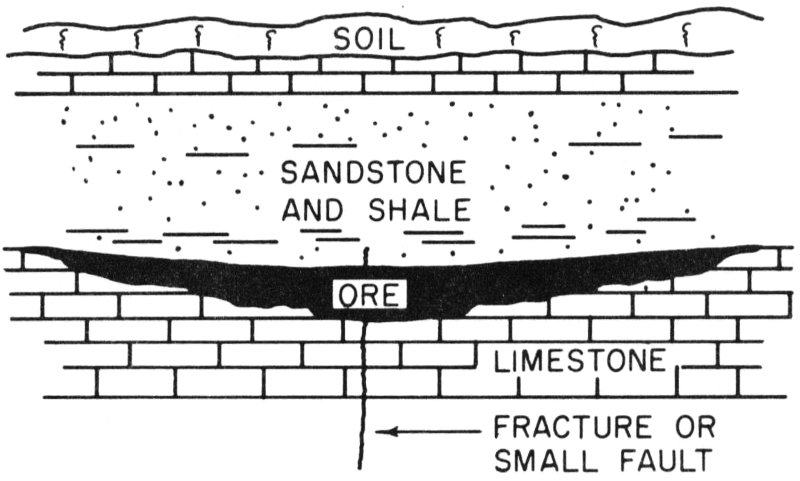 SOIL
SANDSTONE
AND SHALE
ORE
LIMESTONE
FRACTURE OR
SMALL FAULT